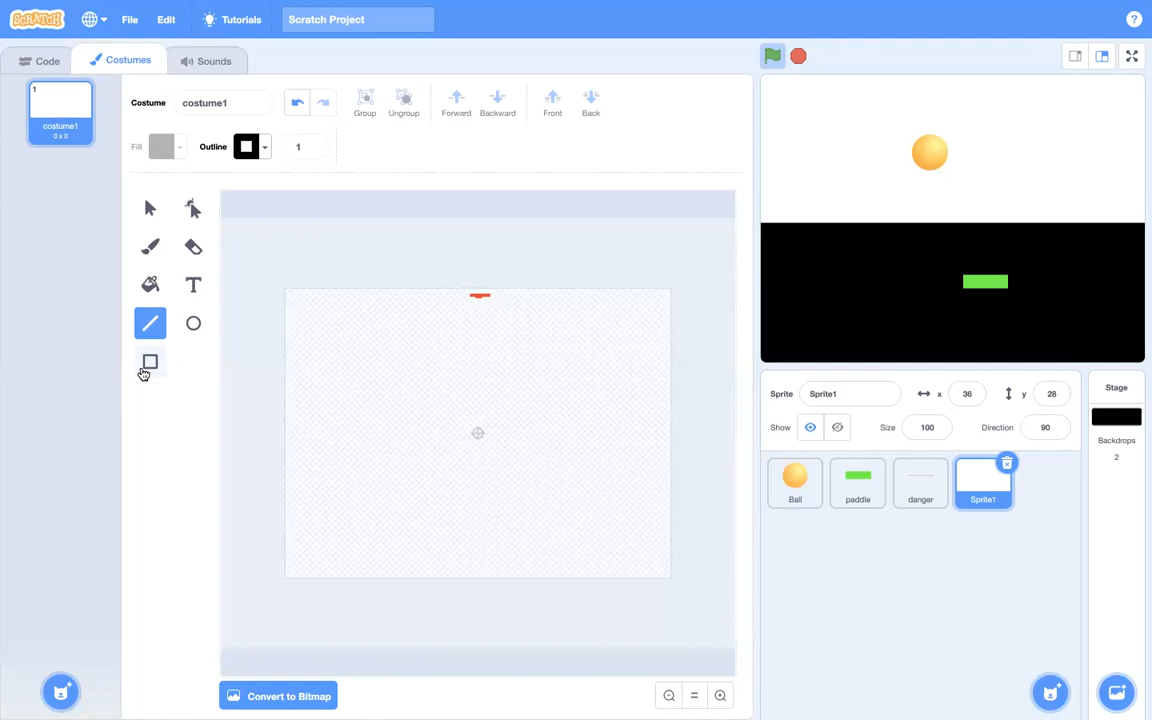 SCRATCH File Edit Tutorials Scratch Project ?
Code Costumes Sounds
1
costume1
0 x 0
Costume costume1 Group Ungroup Forward Backward Front Back
Fill Outline 1
T
Convert to Bitmap
=
Sprite Sprite1 x 36 y 28
Show Size 100 Direction 90
Ball paddle danger Sprite1
Stage
Backdrops
2